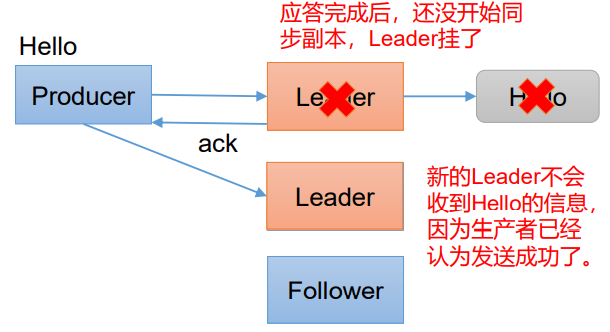 应答完成后，还没开始同
步副本，Leader挂了
Hello
Producer
Leader
Hello
ack
Leader
新的Leader不会
收到Hello的信息，
因为生产者已经
认为发送成功了。
Follower